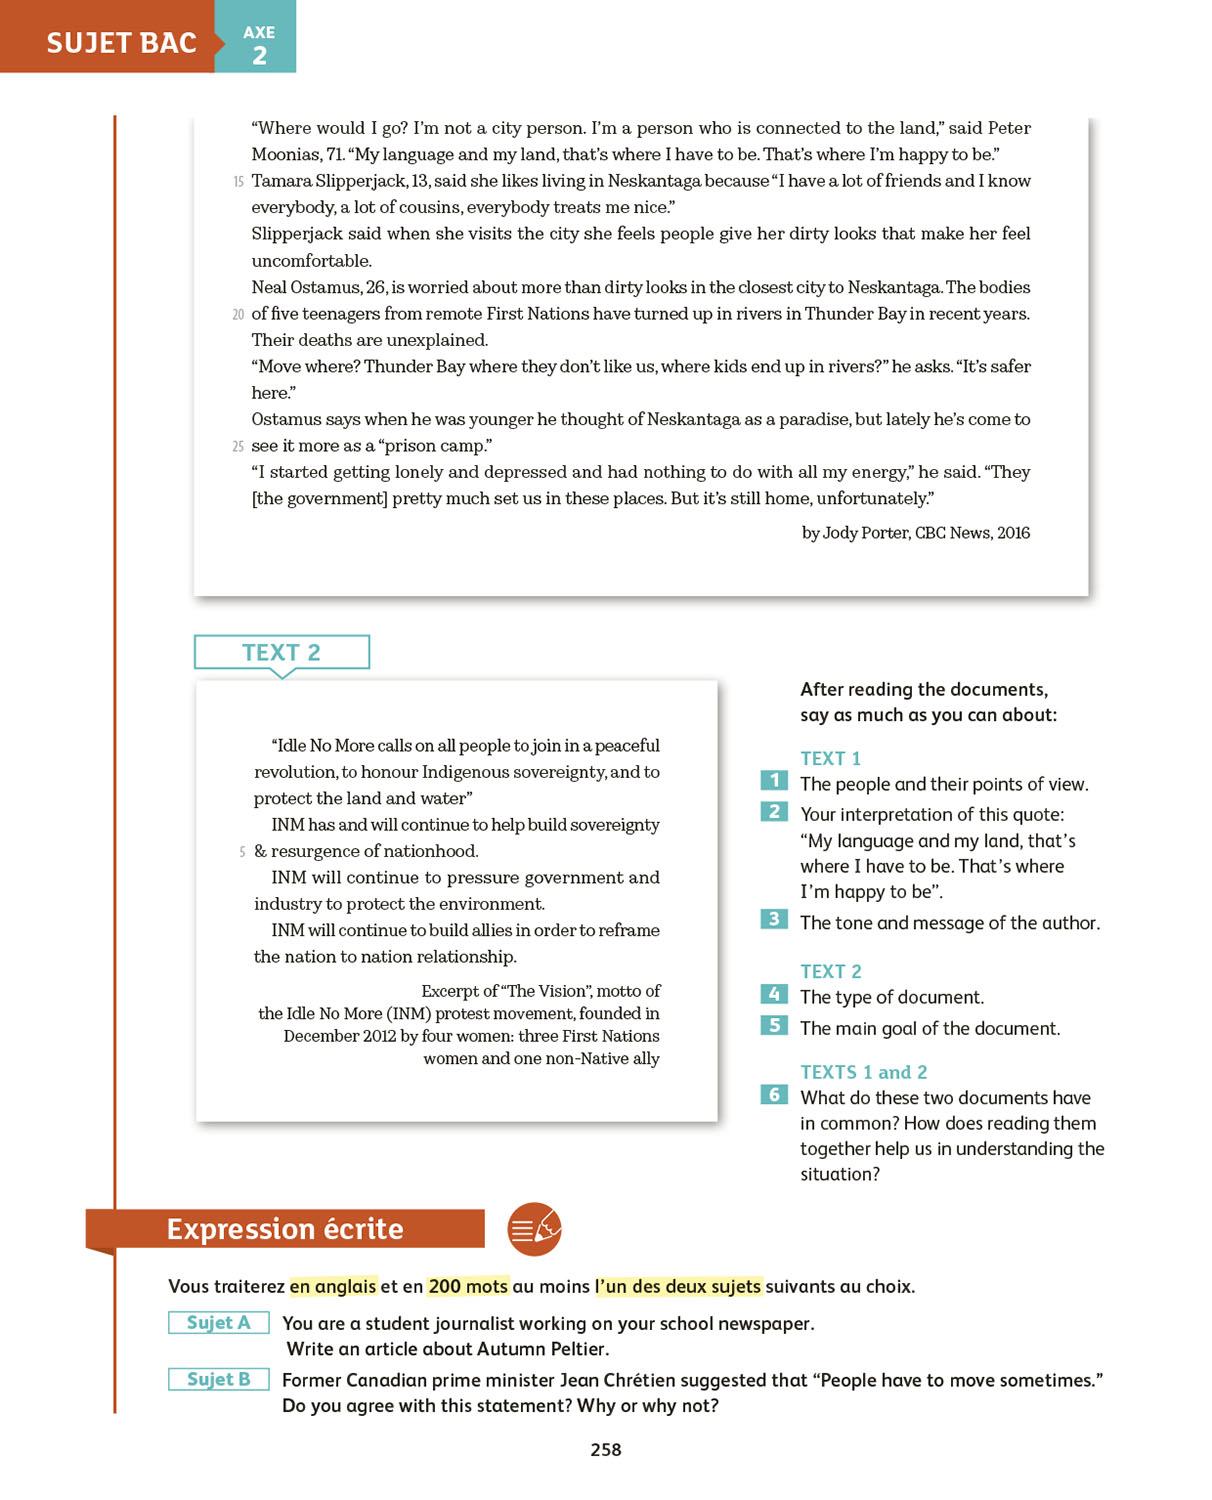 SUJET BAC
AXE
2
“Where would I go? I’m not a city person. I’m a person who is connected to the land,” said Peter
Moonias, 71. “My language and my land, that’s where I have to be. That’s where I’m happy to be.”
15 Tamara Slipperjack, 13, said she likes living in Neskantaga because “I have a lot of friends and I know
everybody, a lot of cousins, everybody treats me nice.”
Slipperjack said when she visits the city she feels people give her dirty looks that make her feel
uncomfortable.
Neal Ostamus, 26, is worried about more than dirty looks in the closest city to Neskantaga. The bodies
20 of five teenagers from remote First Nations have turned up in rivers in Thunder Bay in recent years.
Their deaths are unexplained.
“Move where? Thunder Bay where they don’t like us, where kids end up in rivers?” he asks. “It’s safer
here.”
Ostamus says when he was younger he thought of Neskantaga as a paradise, but lately he’s come to
25 see it more as a “prison camp.”
“I started getting lonely and depressed and had nothing to do with all my energy,” he said. “They
[the government] pretty much set us in these places. But it’s still home, unfortunately.”
by Jody Porter, CBC News, 2016
TEXT 2
“Idle No More calls on all people to join in a peaceful
revolution, to honour Indigenous sovereignty, and to
protect the land and water”
INM has and will continue to help build sovereignty
5 & resurgence of nationhood.
INM will continue to pressure government and
industry to protect the environment.
INM will continue to build allies in order to reframe
the nation to nation relationship.
Excerpt of “The Vision”, motto of
the Idle No More (INM) protest movement, founded in
December 2012 by four women: three First Nations
women and one non-Native ally
After reading the documents,
say as much as you can about:
TEXT 1
1 The people and their points of view.
2 Your interpretation of this quote:
“My language and my land, that’s
where I have to be. That’s where
I’m happy to be”.
3 The tone and message of the author.
TEXT 2
4 The type of document.
5 The main goal of the document.
TEXTS 1 and 2
6 What do these two documents have
in common? How does reading them
together help us in understanding the
situation?
Expression écrite
Vous traiterez en anglais et en 200 mots au moins l’un des deux sujets suivants au choix.
Sujet A You are a student journalist working on your school newspaper.
Write an article about Autumn Peltier.
Sujet B Former Canadian prime minister Jean Chrétien suggested that “People have to move sometimes.”
Do you agree with this statement? Why or why not?
258